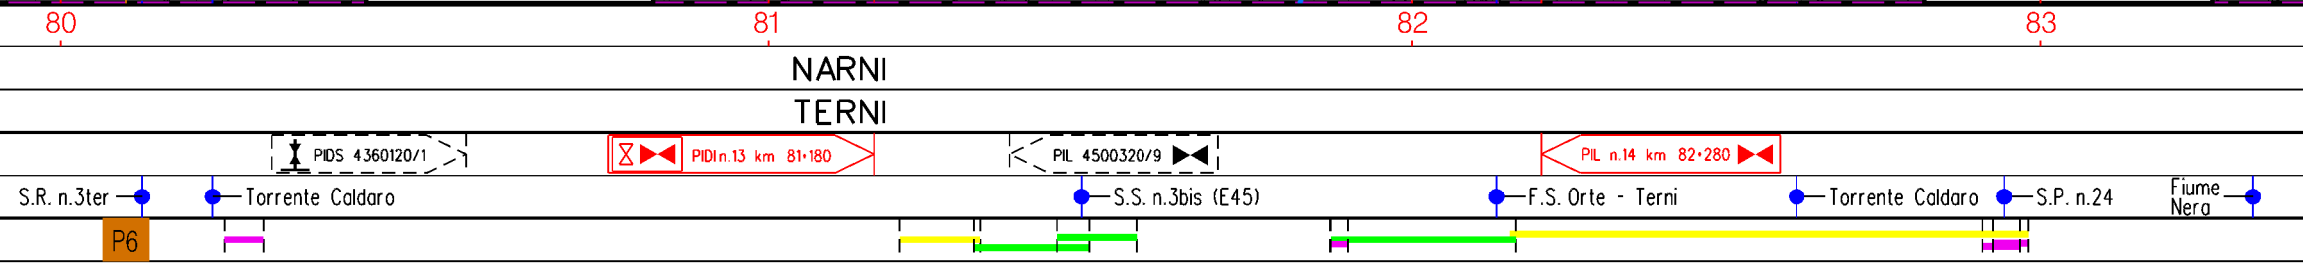 80 81 82 83
NARNI
TERNI
PIDS 4360120/1 PIDI n.13 km 81+180 PIL 4500320/9 PIL n.14 km 82+280
S.R. n.3ter Torrente Caldaro S.S. n.3bis (E45) F.S. Orte - Terni Torrente Caldaro S.P. n.24 Fiume
Nera
P6